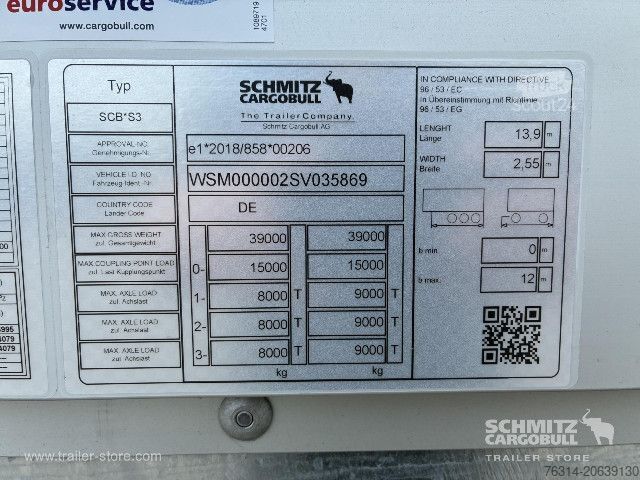 euroservice
www.cargobull.com
1089719
4701
Typ
SCB*S3
SCHMITZ
CARGOBULL
The Trailer Company.
Schmitz Cargobull AG
APPROVAL-NO.
Genehmigungs-Nr.
e1*2018/858*00206
VEHICLE I.D. NO.
Fahrzeug-Ident.-Nr.
WSM000002SV035869
COUNTRY CODE
Länder Code
DE
MAX GROSS WEIGHT
zul. Gesamtgewicht
39000
39000
MAX COUPLING POINT LOAD
zul. Last Kupplungspunkt
0-
15000
15000
MAX. AXLE LOAD
zul. Achslast
1-
8000 T
9000 T
MAX. AXLE LOAD
zul. Achslast
2-
8000 T
9000 T
MAX. AXLE LOAD
zul. Achslast
3-
8000 T
9000 T
kg
kg
IN COMPLIANCE WITH DIRECTIVE
96 / 53 / EC
in Übereinstimmung mit Richtlinie
96 / 53 / EG
LENGHT
Länge
13,9 m
WIDTH
Breite
2,55 m
b min
0 m
b max.
12 m
www.trailer-store.com
SCHMITZ
CARGOBULL
TRAILER STORE
76314-20639130